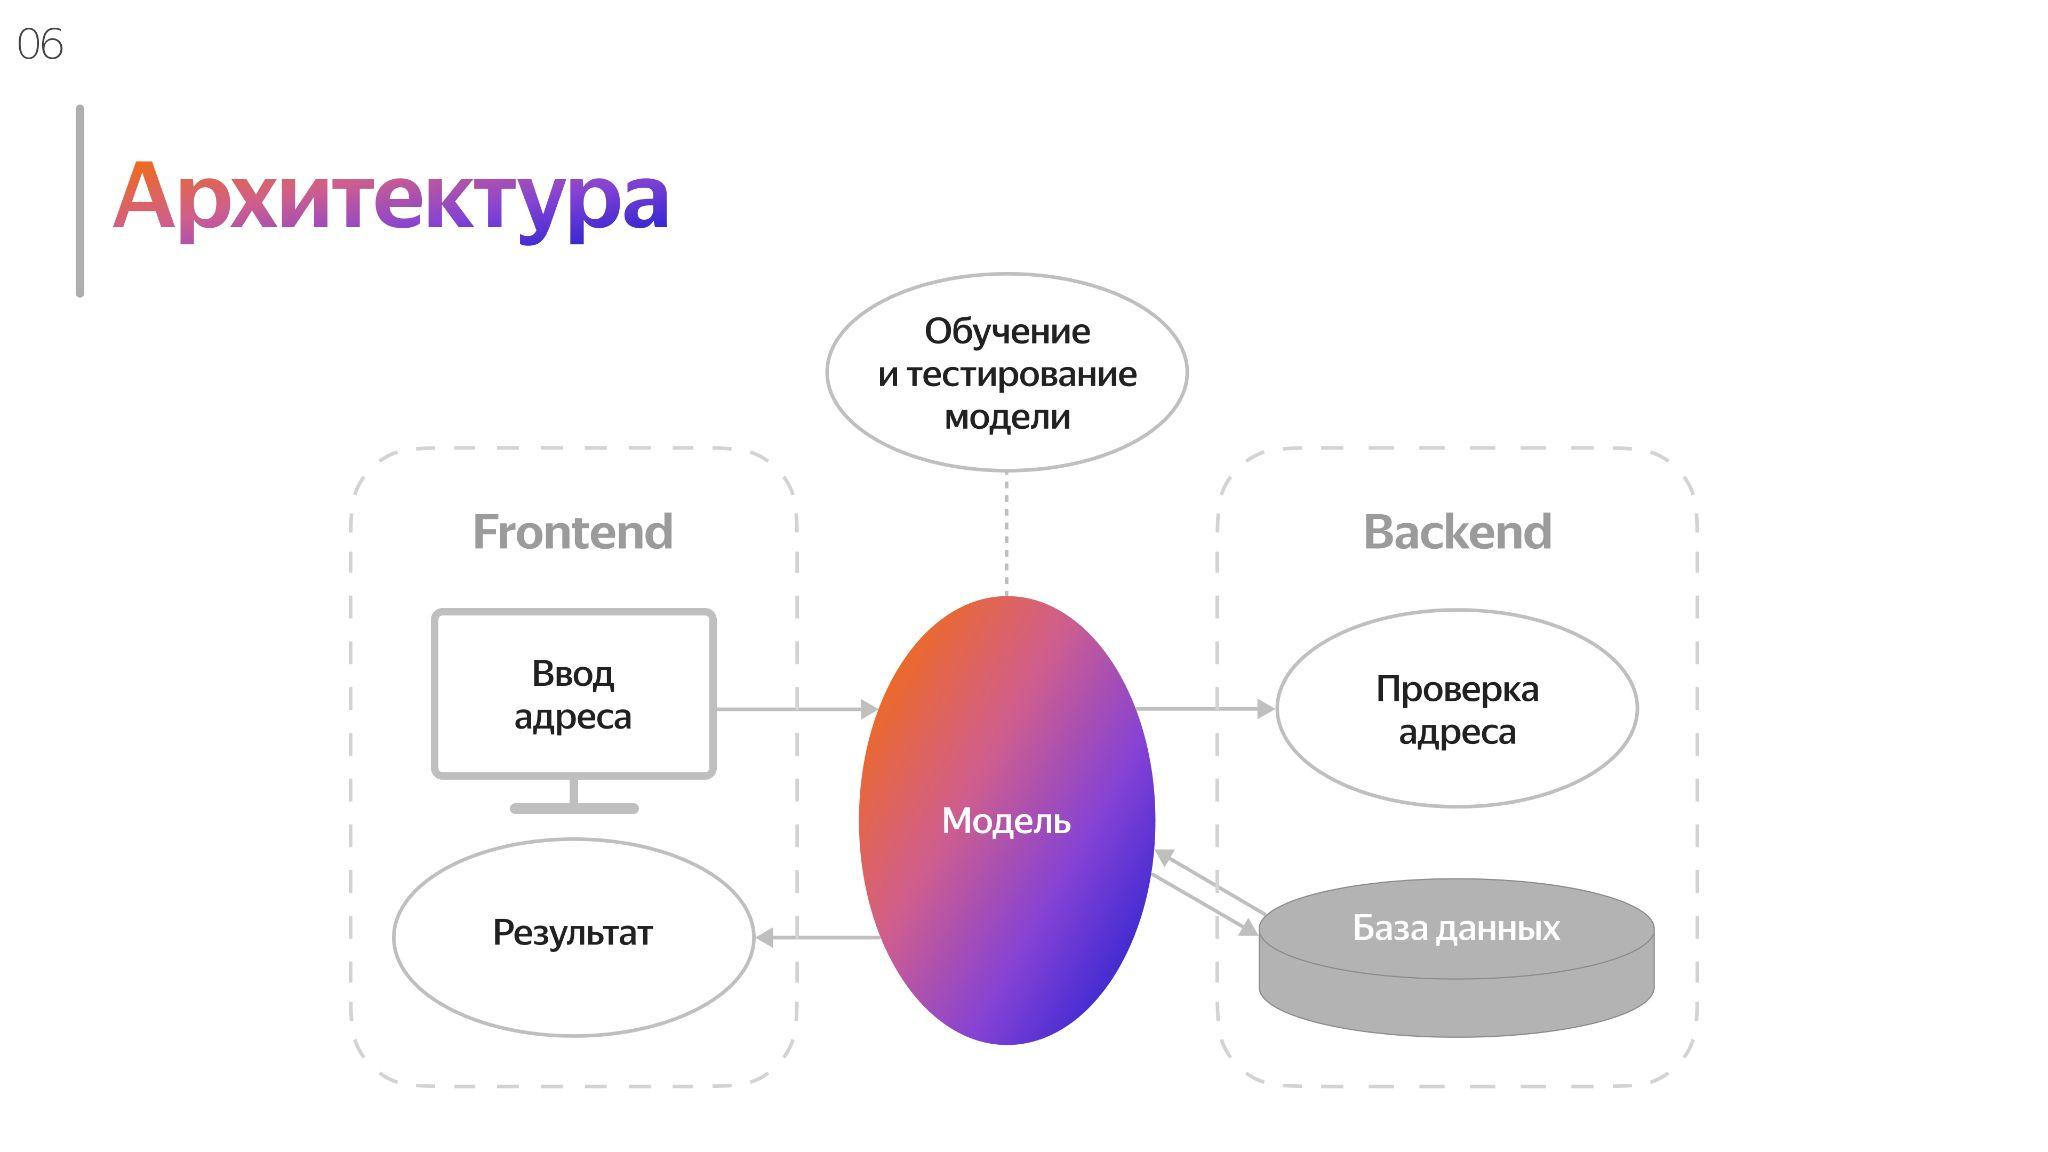 06
Архитектура
Обучение
и тестирование
модели
Frontend
Ввод
адреса
Результат
Модель
Backend
Проверка
адреса
База данных